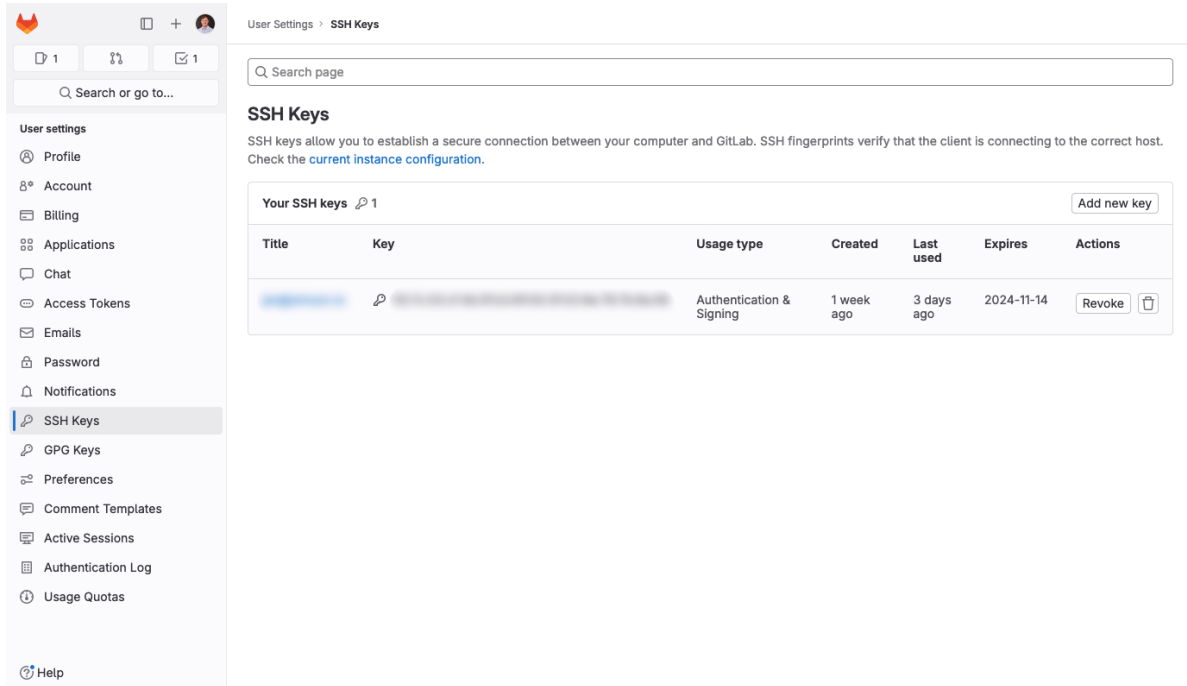 User Settings › SSH Keys
1
1
Search or go to...
User settings
Profile
Account
Billing
Applications
Chat
Access Tokens
Emails
Password
Notifications
SSH Keys
GPG Keys
Preferences
Comment Templates
Active Sessions
Authentication Log
Usage Quotas
Help
Search page
SSH Keys
SSH keys allow you to establish a secure connection between your computer and GitLab. SSH fingerprints verify that the client is connecting to the correct host.
Check the current instance configuration.
Your SSH keys 1
Add new key
Title Key Usage type Created Last used Expires Actions
Authentication & Signing 1 week ago 3 days ago 2024-11-14 Revoke